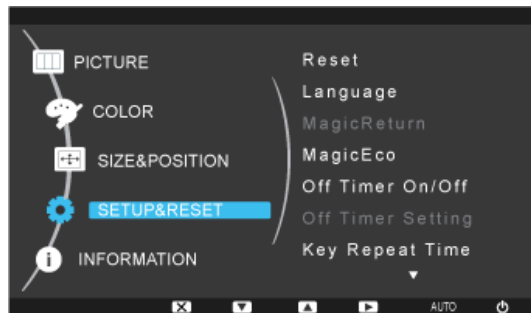 PICTURE
COLOR
SIZE&POSITION
SETUP&RESET
INFORMATION
Reset
Language
MagicReturn
MagicEco
Off Timer On/Off
Off Timer Setting
Key Repeat Time
AUTO